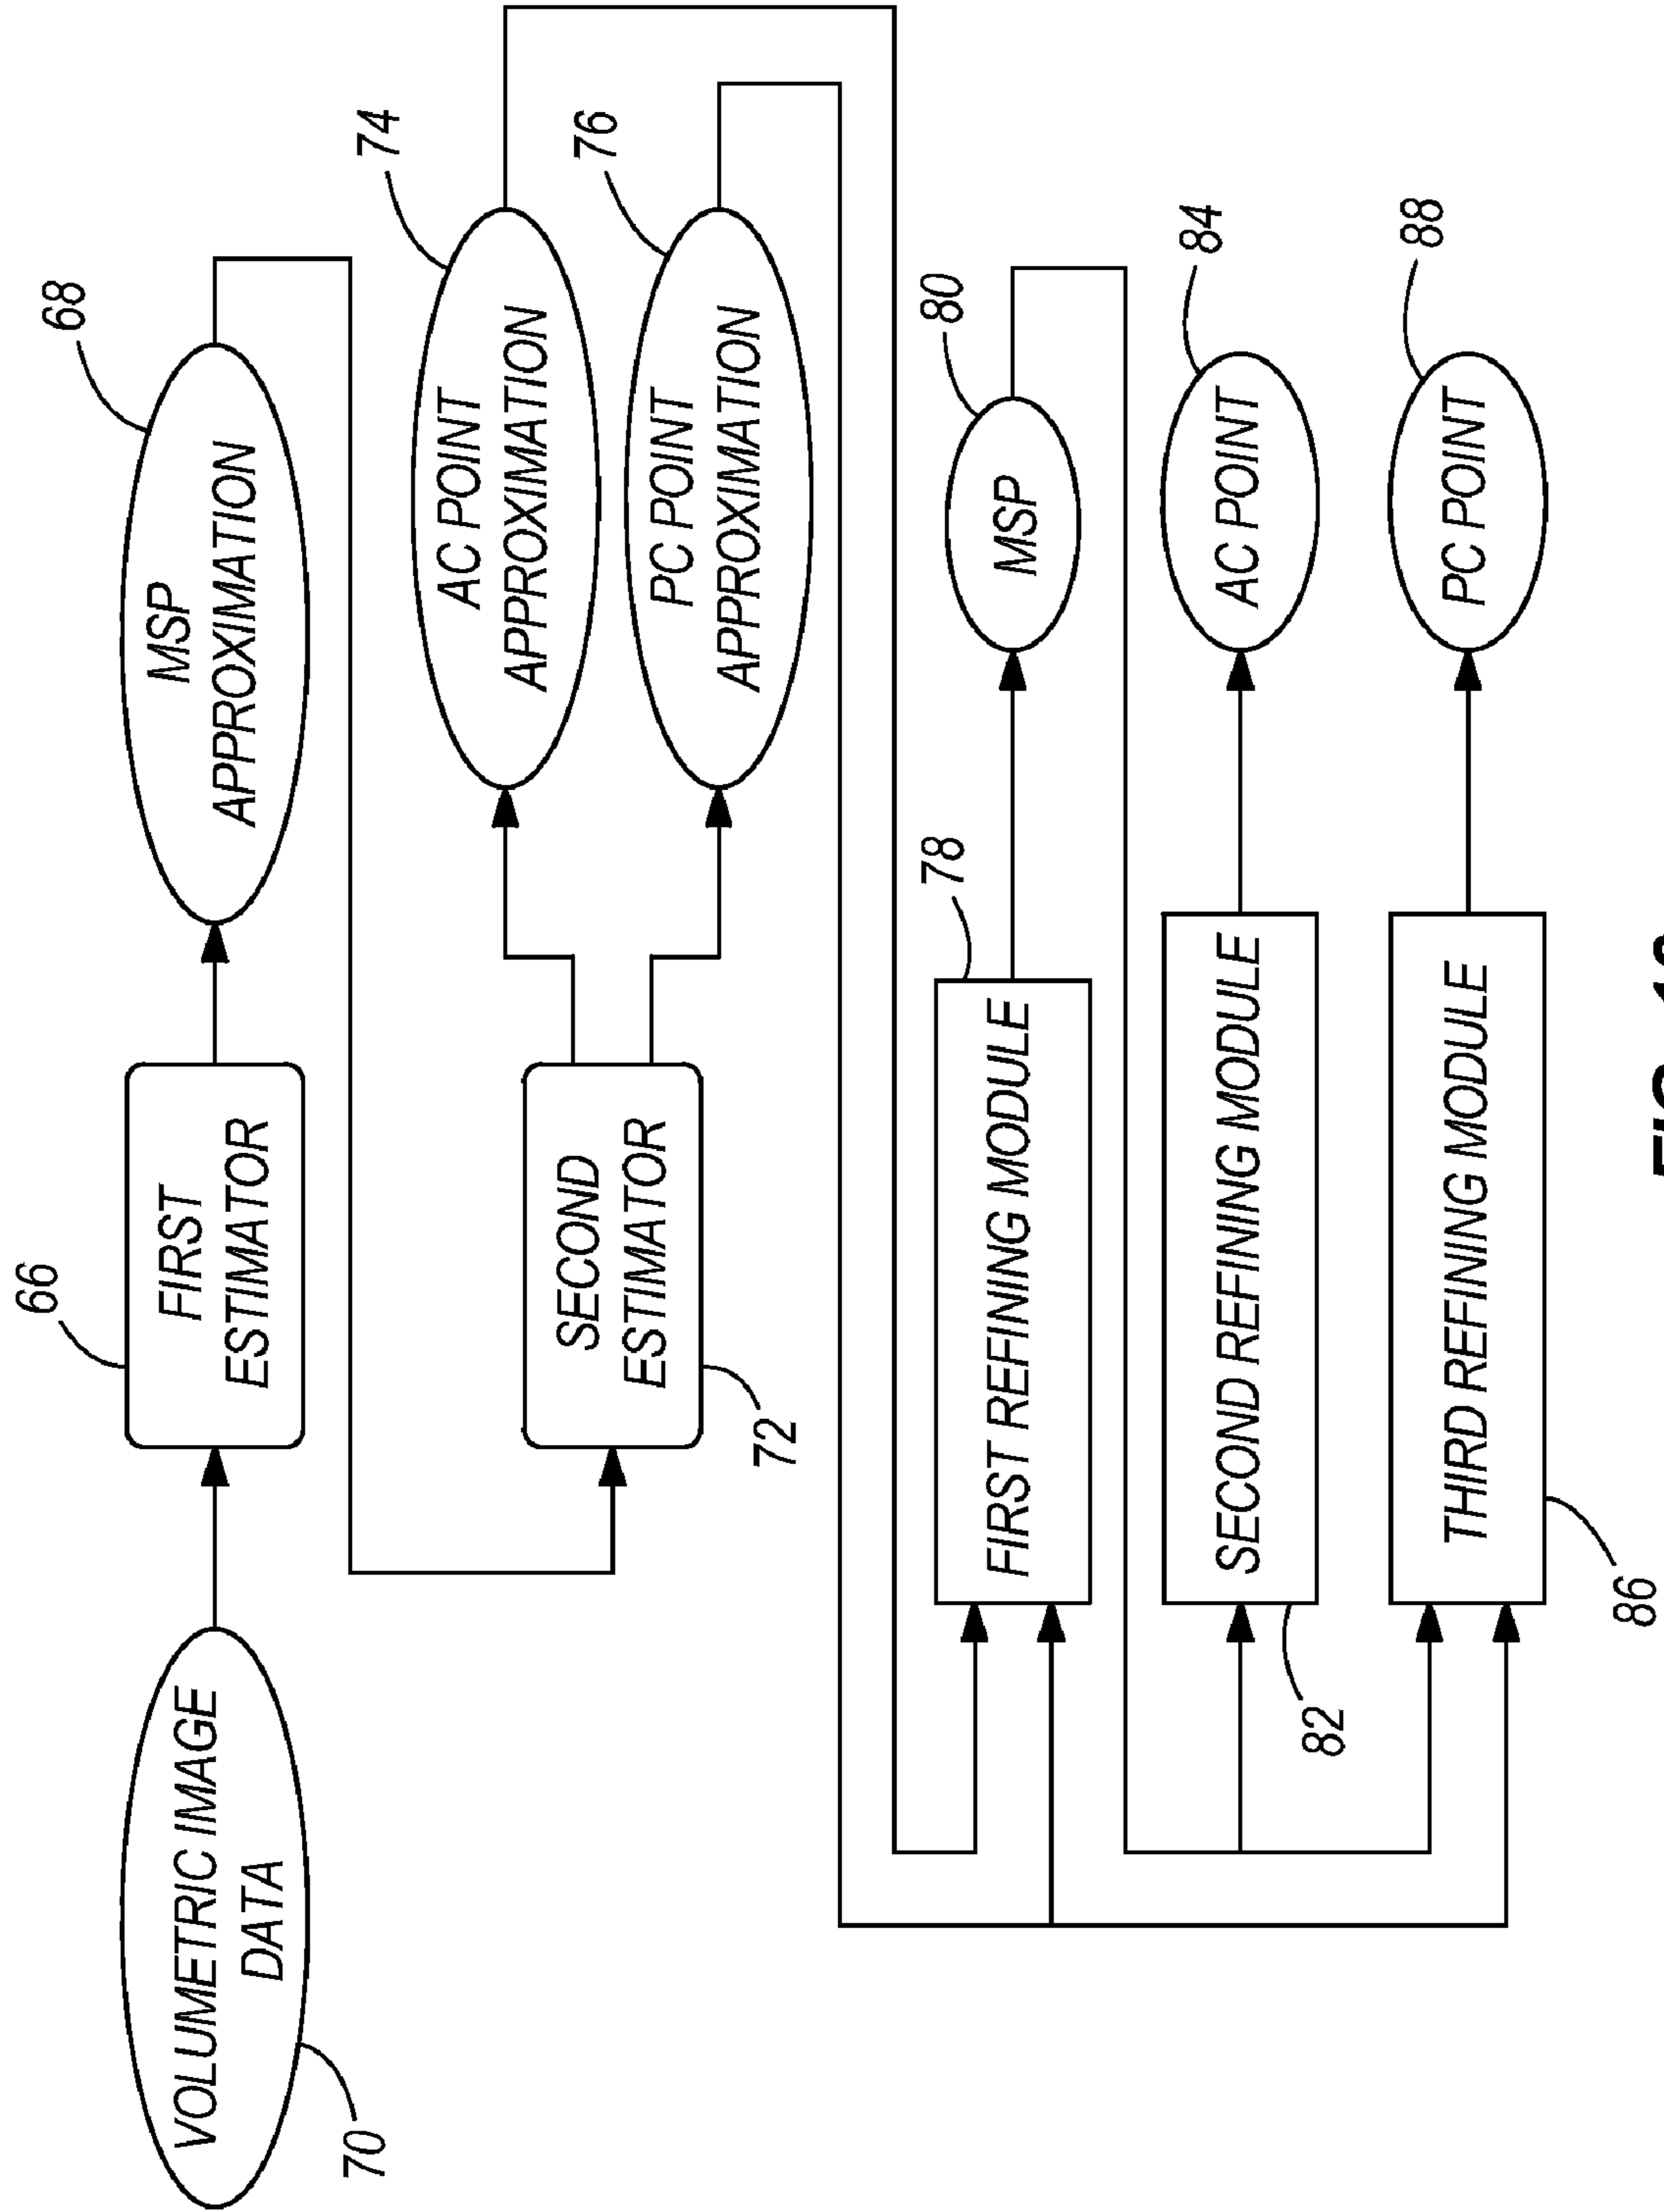 68
66
VOLUMETRIC IMAGE
DATA
FIRST
ESTIMATOR
MSP
APPROXIMATION
70
74
SECOND
ESTIMATOR
AC POINT
APPROXIMATION
76
PC POINT
APPROXIMATION
72
78
80
FIRST REFINING MODULE
MSP
84
SECOND REFINING MODULE
AC POINT
82
88
THIRD REFINING MODULE
PC POINT
86
FIG.